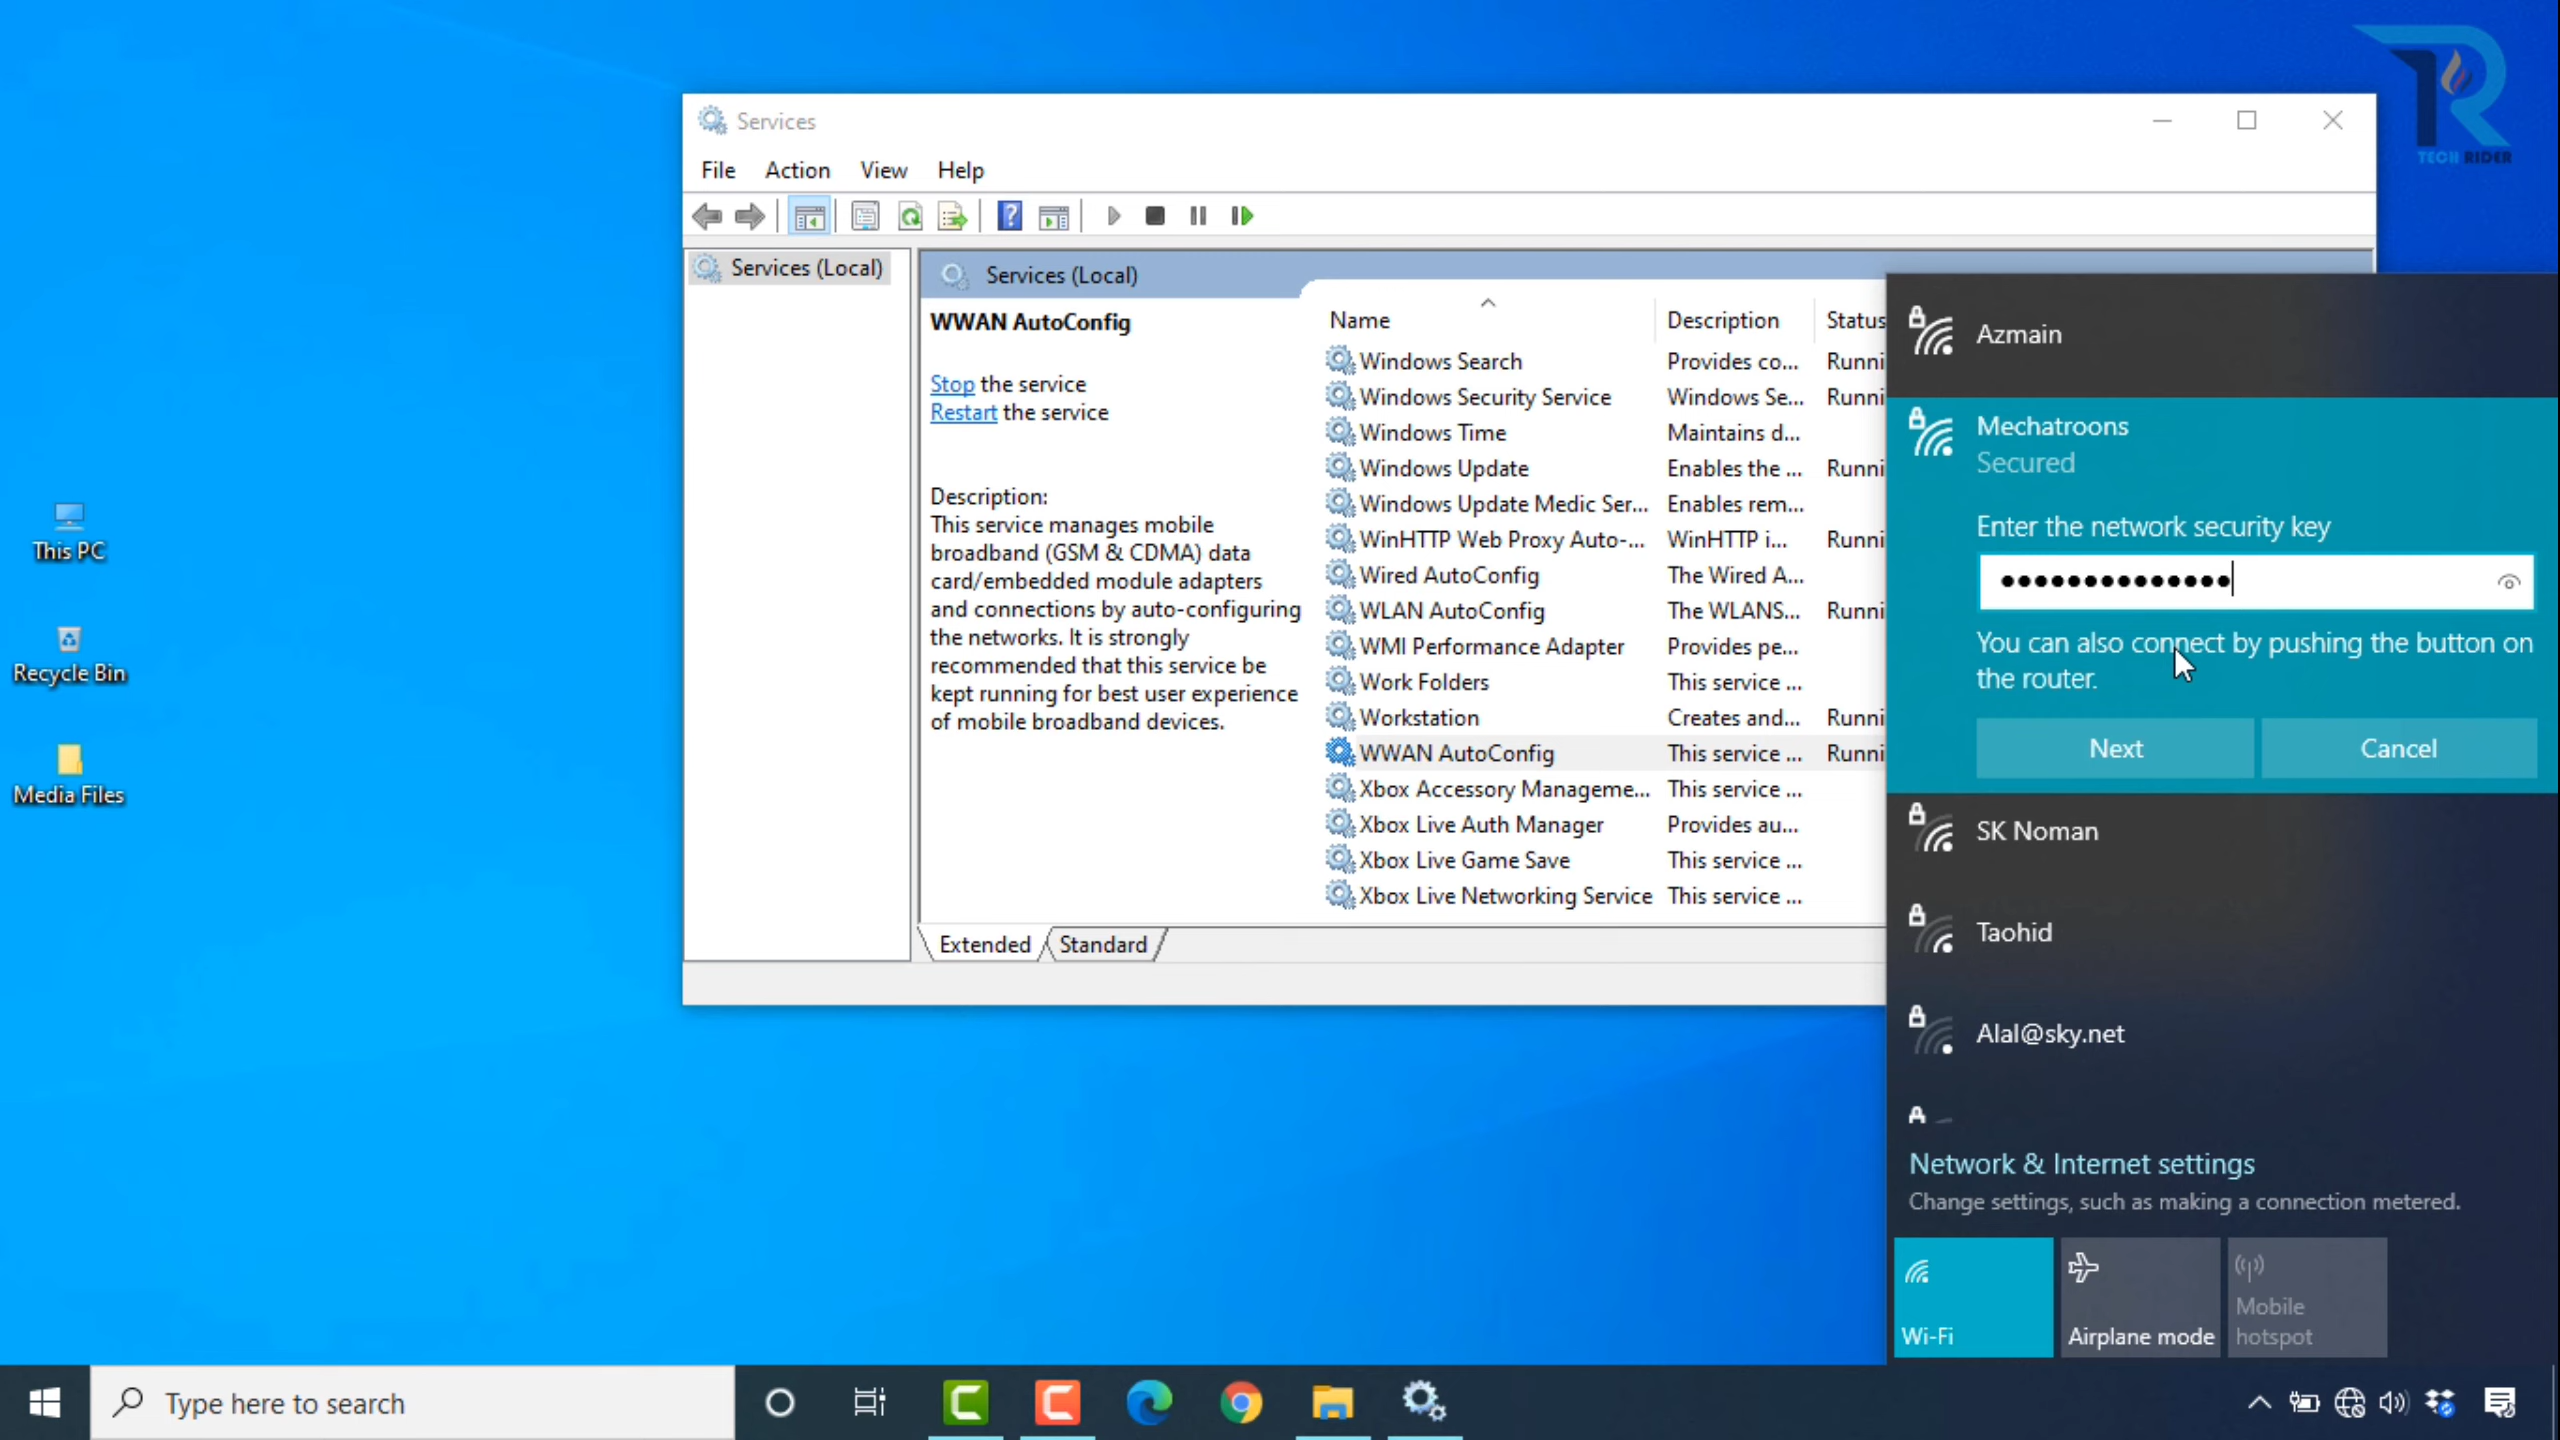 TECH RIDER
Services
File Action View Help
Services (Local)
Services (Local)
WWAN AutoConfig
Stop the service
Restart the service
Description:
This service manages mobile
broadband (GSM & CDMA) data
card/embedded module adapters
and connections by auto-configuring
the networks. It is strongly
recommended that this service be
kept running for best user experience
of mobile broadband devices.
Name Description Status
Windows Search Provides co... Runni
Windows Security Service Windows Se... Runni
Windows Time Maintains d...
Windows Update Enables the ... Runni
Windows Update Medic Ser... Enables rem...
WinHTTP Web Proxy Auto-... WinHTTP i... Runni
Wired AutoConfig The Wired A...
WLAN AutoConfig The WLANS... Runni
WMI Performance Adapter Provides pe...
Work Folders This service ...
Workstation Creates and... Runni
WWAN AutoConfig This service ... Runni
Xbox Accessory Manageme... This service ...
Xbox Live Auth Manager Provides au...
Xbox Live Game Save This service ...
Xbox Live Networking Service This service ...
Extended Standard
Azmain
Mechatroons
Secured
Enter the network security key
You can also connect by pushing the button on
the router.
Next Cancel
SK Noman
Taohid
Alal@sky.net
Network & Internet settings
Change settings, such as making a connection metered.
Wi-Fi
Airplane mode
Mobile
hotspot
This PC
Recycle Bin
Media Files
Type here to search